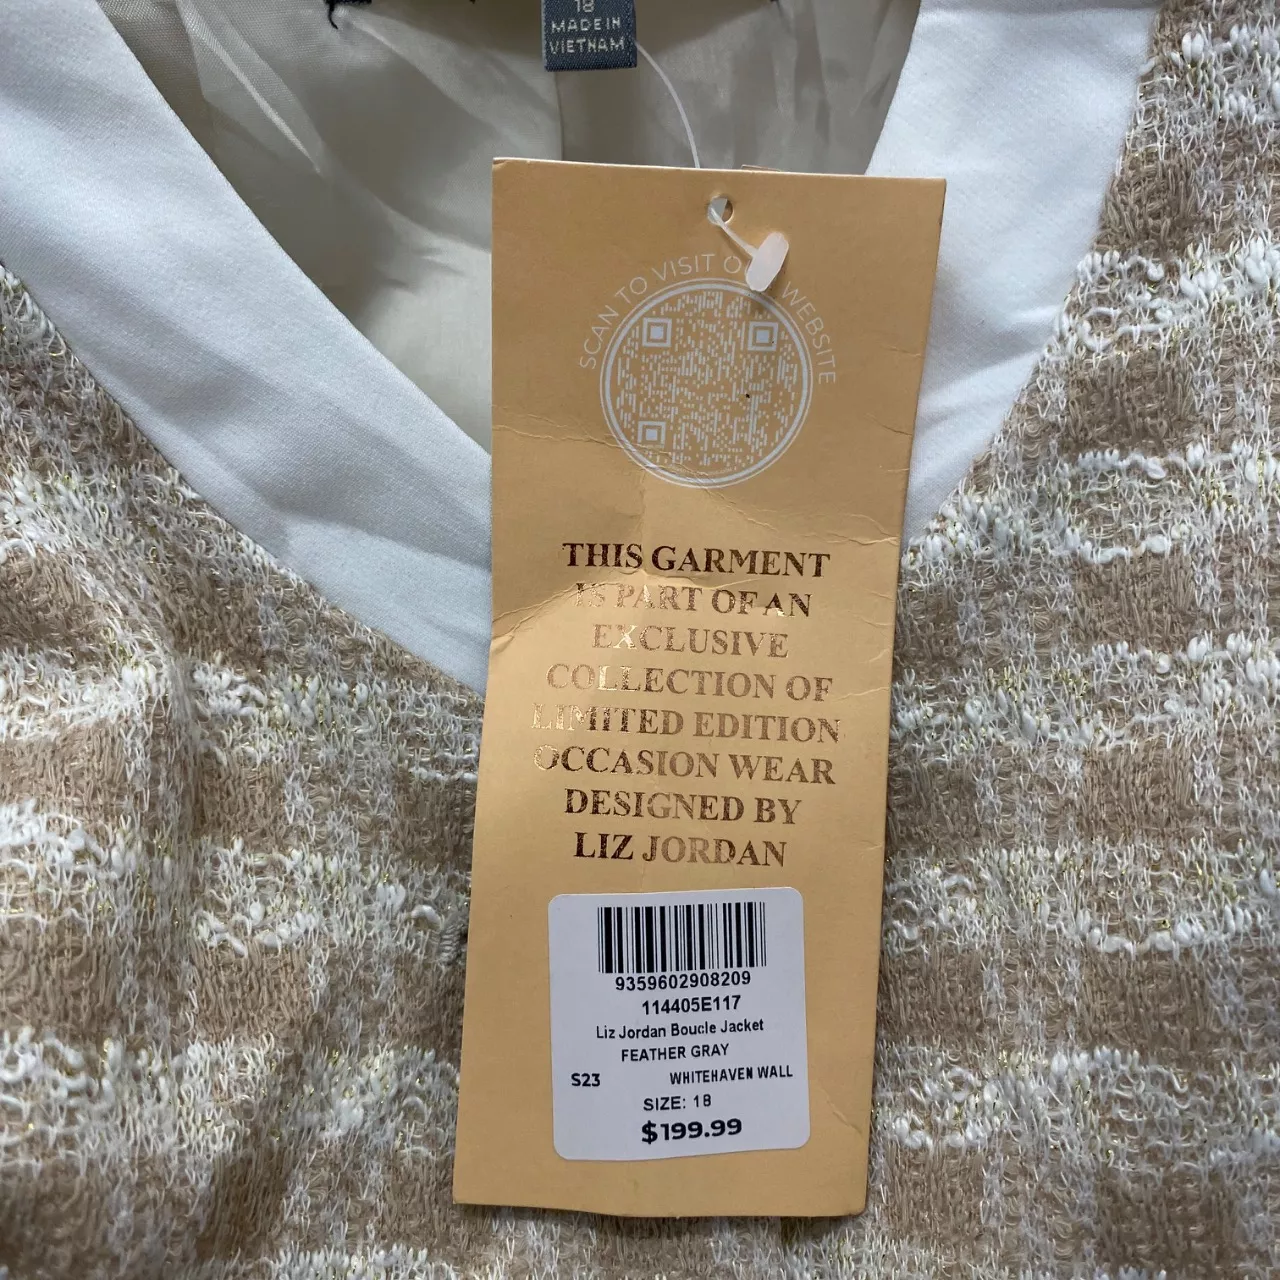 18
MADE IN
VIETNAM
SCAN TO VISIT O WEBSITE
THIS GARMENT
IS PART OF AN
EXCLUSIVE
COLLECTION OF
LIMITED EDITION
OCCASION WEAR
DESIGNED BY
LIZ JORDAN
9359602908209
114405E117
Liz Jordan Boucle Jacket
FEATHER GRAY
S23 WHITEHAVEN WALL
SIZE: 18
$199.99